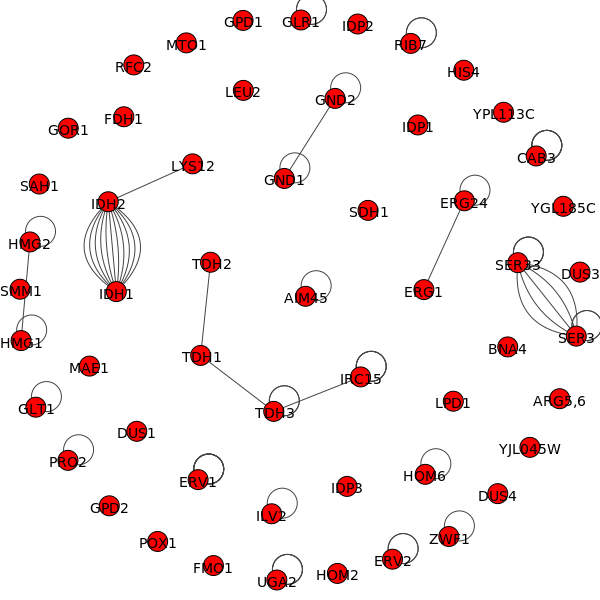 GPD1
GLR1
IDP2
RIB7
MTO1
RFC2
HIS4
LEU2
GND2
YPL113C
FDH1
IDP1
GOR1
CAB3
LYS12
GND1
SAH1
IDH2
SDH1
ERG24
YGL185C
HMG2
TDH2
SER33
DUS3
SMM1
IDH1
AIM45
ERG1
HMG1
SER3
BNA4
TDH1
MAE1
IRC15
GLT1
TDH3
LPD1
ARG5,6
DUS1
YJL045W
PRO2
ERV1
HOM6
IDP3
DUS4
GPD2
ILV2
POX1
ZWF1
FMO1
UGA2
HOM2
ERV2